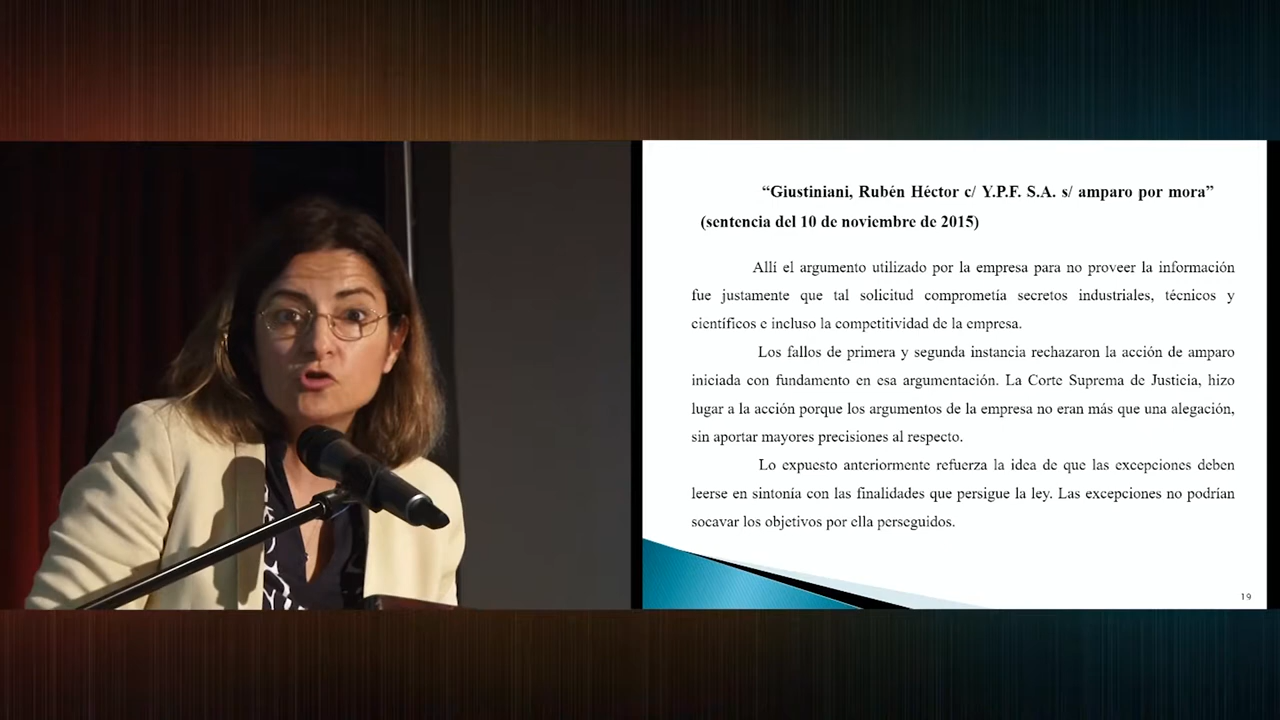 “Giustiniani, Rubén Héctor c/ Y.P.F. S.A. s/ amparo por mora”
(sentencia del 10 de noviembre de 2015)
Allí el argumento utilizado por la empresa para no proveer la información
fue justamente que tal solicitud comprometía secretos industriales, técnicos y
científicos e incluso la competitividad de la empresa.
Los fallos de primera y segunda instancia rechazaron la acción de amparo
iniciada con fundamento en esa argumentación. La Corte Suprema de Justicia, hizo
lugar a la acción porque los argumentos de la empresa no eran más que una alegación,
sin aportar mayores precisiones al respecto.
Lo expuesto anteriormente refuerza la idea de que las excepciones deben
leerse en sintonía con las finalidades que persigue la ley. Las excepciones no podrían
socavar los objetivos por ella perseguidos.
19